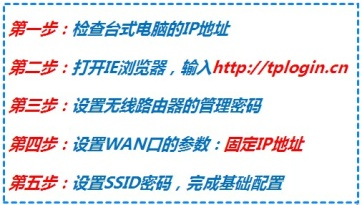 第一步：检查台式电脑的IP地址
第二步：打开IE浏览器，输入http://tplogin.cn
第三步：设置无线路由器的管理密码
第四步：设置WAN口的参数：固定IP地址
第五步：设置SSID密码，完成基础配置